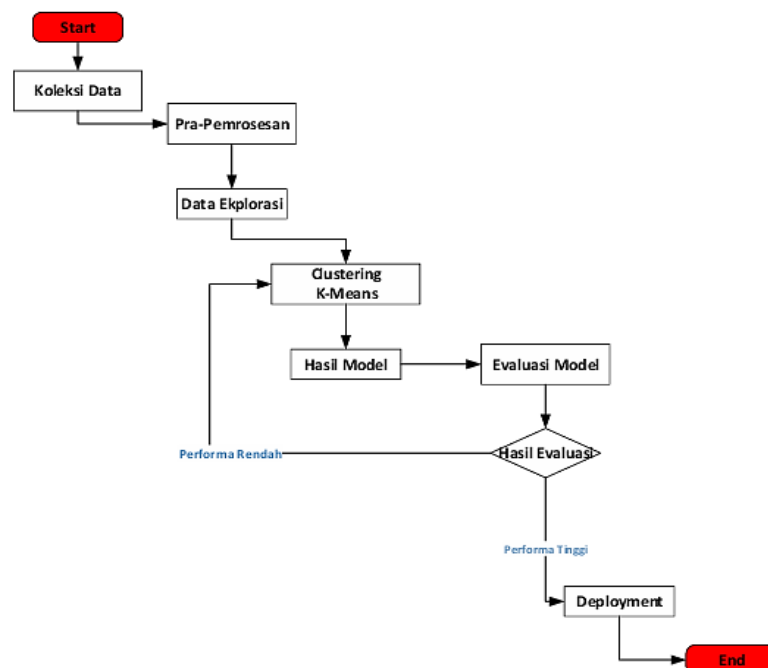 Start
Koleksi Data
Pra-Pemrosesan
Data Ekplorasi
Clustering
K-Means
Hasil Model
Evaluasi Model
Hasil Evaluasi
Performa Rendah
Performa Tinggi
Deployment
End